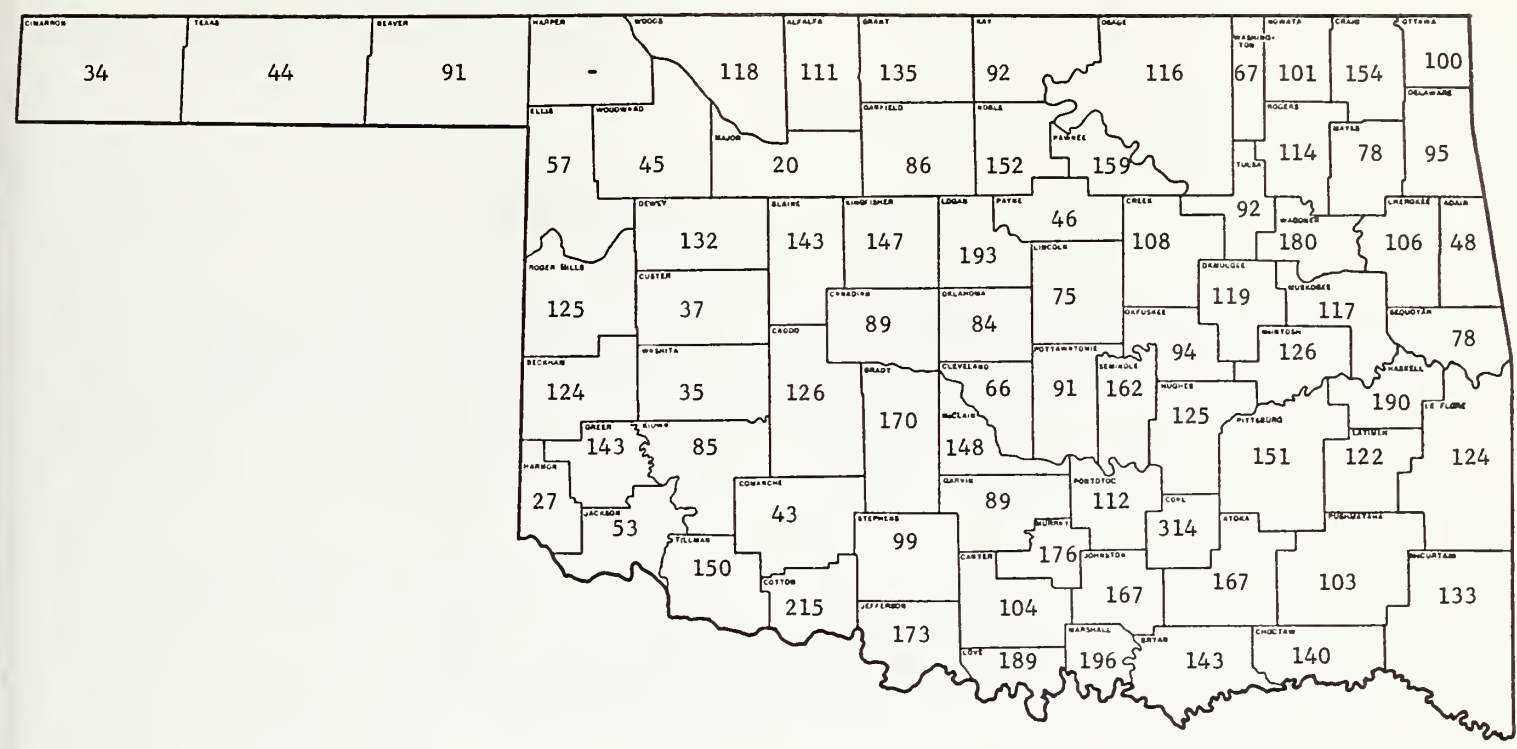 CIMARRON TEXAS BEAVER HARPER WOODS ALFALFA GRANT KAY OSAGE WASHING-TON NOWATA CRAIG OTTAWA
34 44 91 - 118 111 135 92 116 67 101 154 100
ELLIS WOODWARD MAJOR GARFIELD NOBLE PAWNEE ROGERS MAYES DELAWARE
57 45 20 86 152 159 114 78 95
DEWEY BLAINE KINGFISHER LOGAN PAYNE CREEK TULSA WAGONER CHEROKEE ADAIR
132 143 147 193 46 108 92 180 106 48
ROGER MILLS CUSTER CANADIAN OKLAHOMA LINCOLN OKMULGEE MUSKOGEE SEQUOYAH
125 37 89 84 75 119 117 78
BECKHAM WASHITA CADDO GRADY CLEVELAND POTTAWATOMIE SEMINOLE OKFUSKEE McINTOSH HASKELL
124 35 126 170 66 91 162 94 126 190
GREER KIOWA McCLAIN HUGHES PITTSBURG LATIMER LE FLORE
143 85 148 125 151 122 124
HARMON JACKSON COMANCHE GARVIN PONTOTOC COAL
27 53 43 89 112 314
TILLMAN STEPHENS MURRAY JOHNSTON ATOKA PUSHMATAHA McCURTAIN
150 99 176 167 167 103 133
COTTON JEFFERSON CARTER
215 173 104
LOVE MARSHALL BRYAN CHOCTAW
189 196 143 140